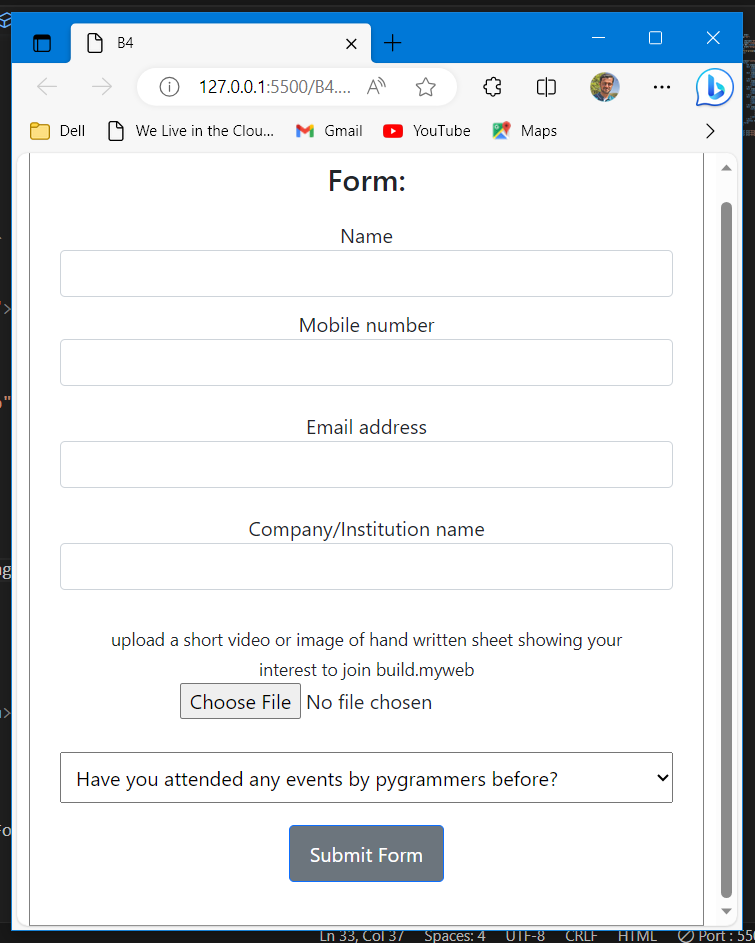 B4
127.0.0.1:5500/B4....
Dell
We Live in the Clou...
Gmail
YouTube
Maps
Form:
Name
Mobile number
Email address
Company/Institution name
upload a short video or image of hand written sheet showing your
interest to join build.myweb
Choose File No file chosen
Have you attended any events by pygrammers before?
Submit Form
Ln 33, Col 37 Spaces: 4 UTF-8 CRLF HTML Port : 550